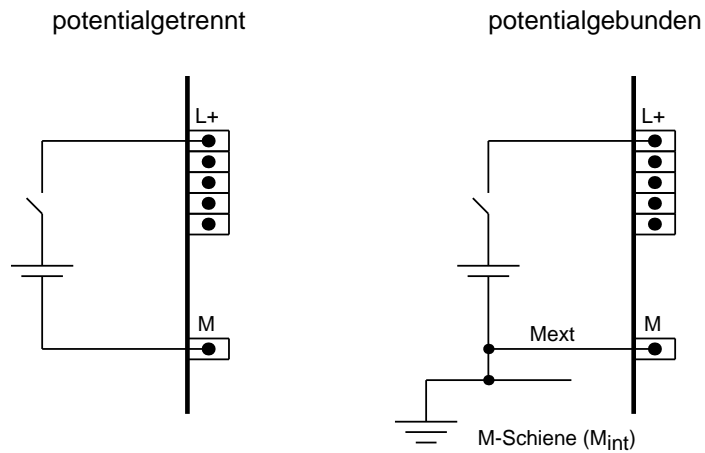 potentialgetrennt
potentialgebunden
L+
L+
M
Mext
M
M-Schiene (Mint)